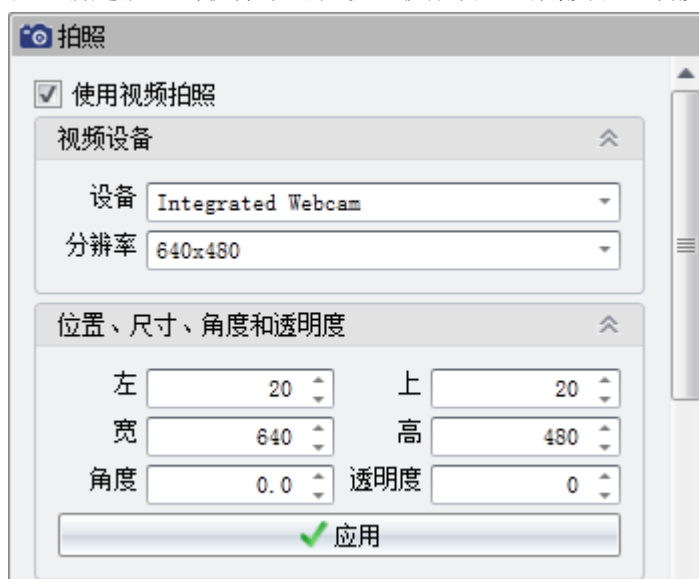 拍照
使用视频拍照
视频设备
设备 Integrated Webcam
分辨率 640x480
位置、尺寸、角度和透明度
左 20 上 20
宽 640 高 480
角度 0.0 透明度 0
应用